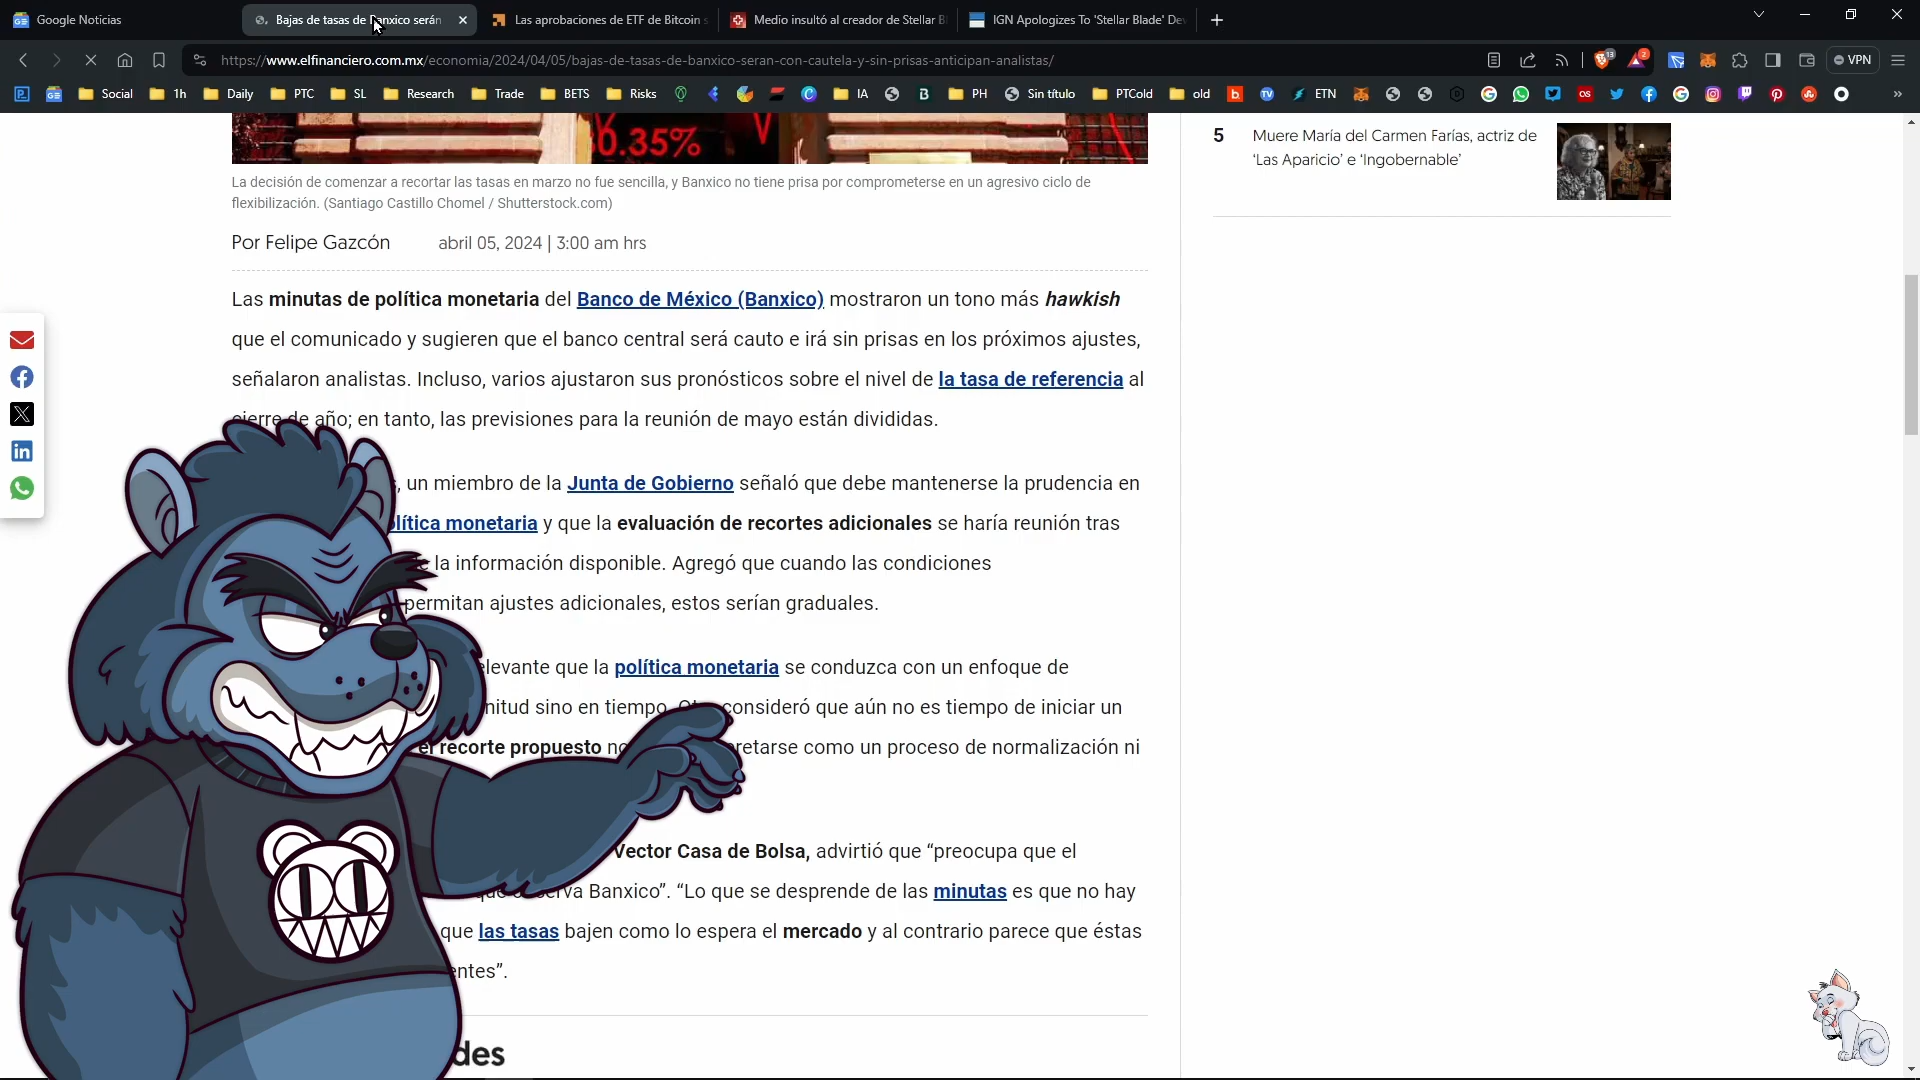 Google Noticias
Bajas de tasas de Banxico serán
Las aprobaciones de ETF de Bitcoin s
Medio insultó al creador de Stellar Bl
IGN Apologizes To 'Stellar Blade' Dev
https://www.elfinanciero.com.mx/economia/2024/04/05/bajas-de-tasas-de-banxico-seran-con-cautela-y-sin-prisas-anticipan-analistas/
13
2
VPN
Social
1h
Daily
PTC
SL
Research
Trade
BETS
Risks
IA
PH
Sin título
PTCold
old
ETN
0.35%
La decisión de comenzar a recortar las tasas en marzo no fue sencilla, y Banxico no tiene prisa por comprometerse en un agresivo ciclo de
flexibilización. (Santiago Castillo Chomel / Shutterstock.com)
Por Felipe Gazcón
abril 05, 2024 | 3:00 am hrs
Las minutas de política monetaria del Banco de México (Banxico) mostraron un tono más hawkish
que el comunicado y sugieren que el banco central será cauto e irá sin prisas en los próximos ajustes,
señalaron analistas. Incluso, varios ajustaron sus pronósticos sobre el nivel de la tasa de referencia al
cierre de año; en tanto, las previsiones para la reunión de mayo están divididas.
, un miembro de la Junta de Gobierno señaló que debe mantenerse la prudencia en
lítica monetaria y que la evaluación de recortes adicionales se haría reunión tras
la información disponible. Agregó que cuando las condiciones
permitan ajustes adicionales, estos serían graduales.
elevante que la política monetaria se conduzca con un enfoque de
nitud sino en tiempo. Otro consideró que aún no es tiempo de iniciar un
el recorte propuesto no pretarse como un proceso de normalización ni
Vector Casa de Bolsa, advirtió que “preocupa que el
que observa Banxico”. “Lo que se desprende de las minutas es que no hay
que las tasas bajen como lo espera el mercado y al contrario parece que éstas
entes”.
des
5
Muere María del Carmen Farías, actriz de
‘Las Aparicio’ e ‘Ingobernable’